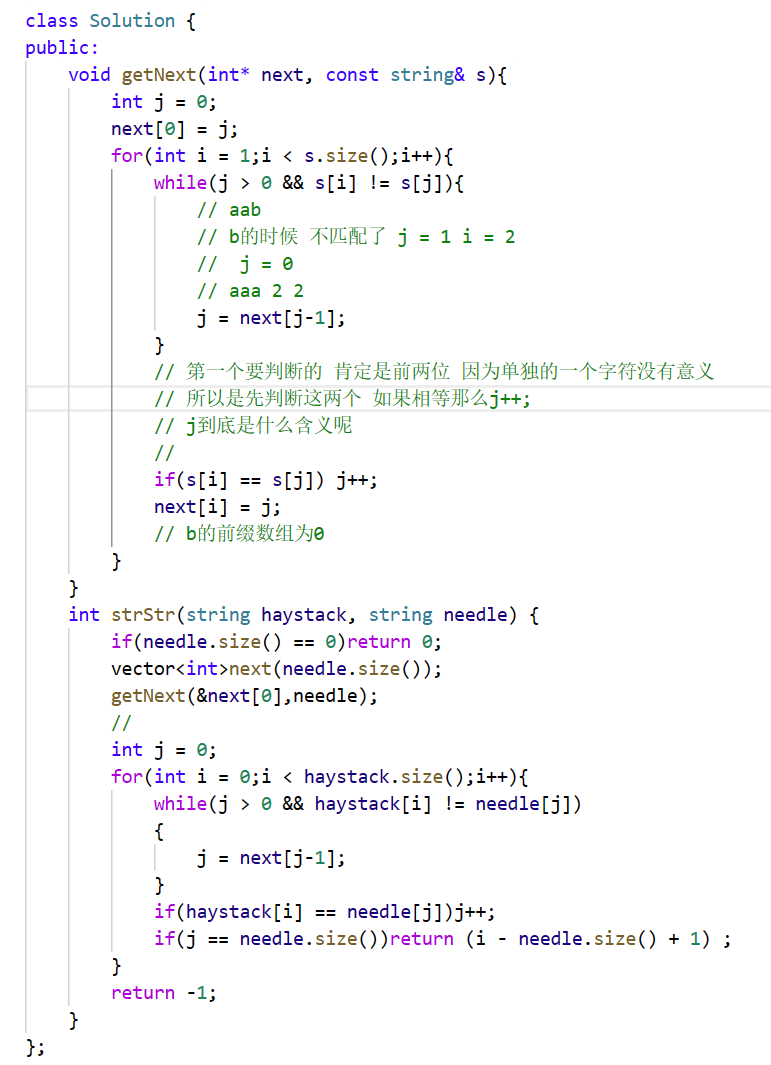 class Solution {
public:
    void getNext(int* next, const string& s){
        int j = 0;
        next[0] = j;
        for(int i = 1;i < s.size();i++){
            while(j > 0 && s[i] != s[j]){
                // aab
                // b的时候 不匹配了 j = 1 i = 2
                //  j = 0
                // aaa 2 2
                j = next[j-1];
            }
            // 第一个要判断的 肯定是前两位 因为单独的一个字符没有意义
            // 所以是先判断这两个 如果相等那么j++;
            // j到底是什么含义呢
            //
            if(s[i] == s[j]) j++;
            next[i] = j;
            // b的前缀数组为0
        }
    }
    int strStr(string haystack, string needle) {
        if(needle.size() == 0)return 0;
        vector<int>next(needle.size());
        getNext(&next[0],needle);
        //
        int j = 0;
        for(int i = 0;i < haystack.size();i++){
            while(j > 0 && haystack[i] != needle[j])
            {
                j = next[j-1];
            }
            if(haystack[i] == needle[j])j++;
            if(j == needle.size())return (i - needle.size() + 1) ;
        }
        return -1;
    }
};